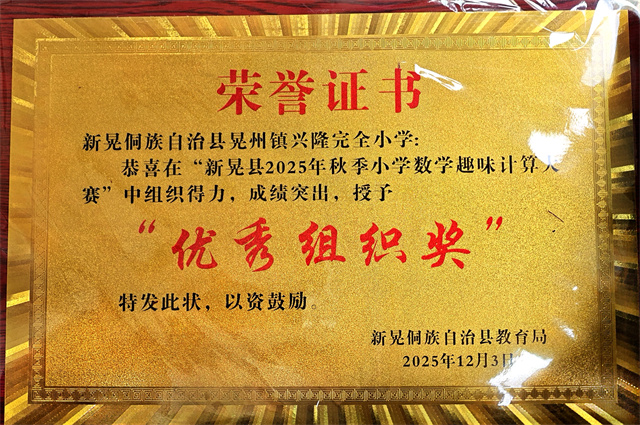 荣誉证书
新晃侗族自治县晃州镇兴隆完全小学:
恭喜在“新晃县2025年秋季小学数学趣味计算大
赛”中组织得力，成绩突出，授予
“优秀组织奖”
特发此状，以资鼓励。
新晃侗族自治县教育局
2025年12月3日